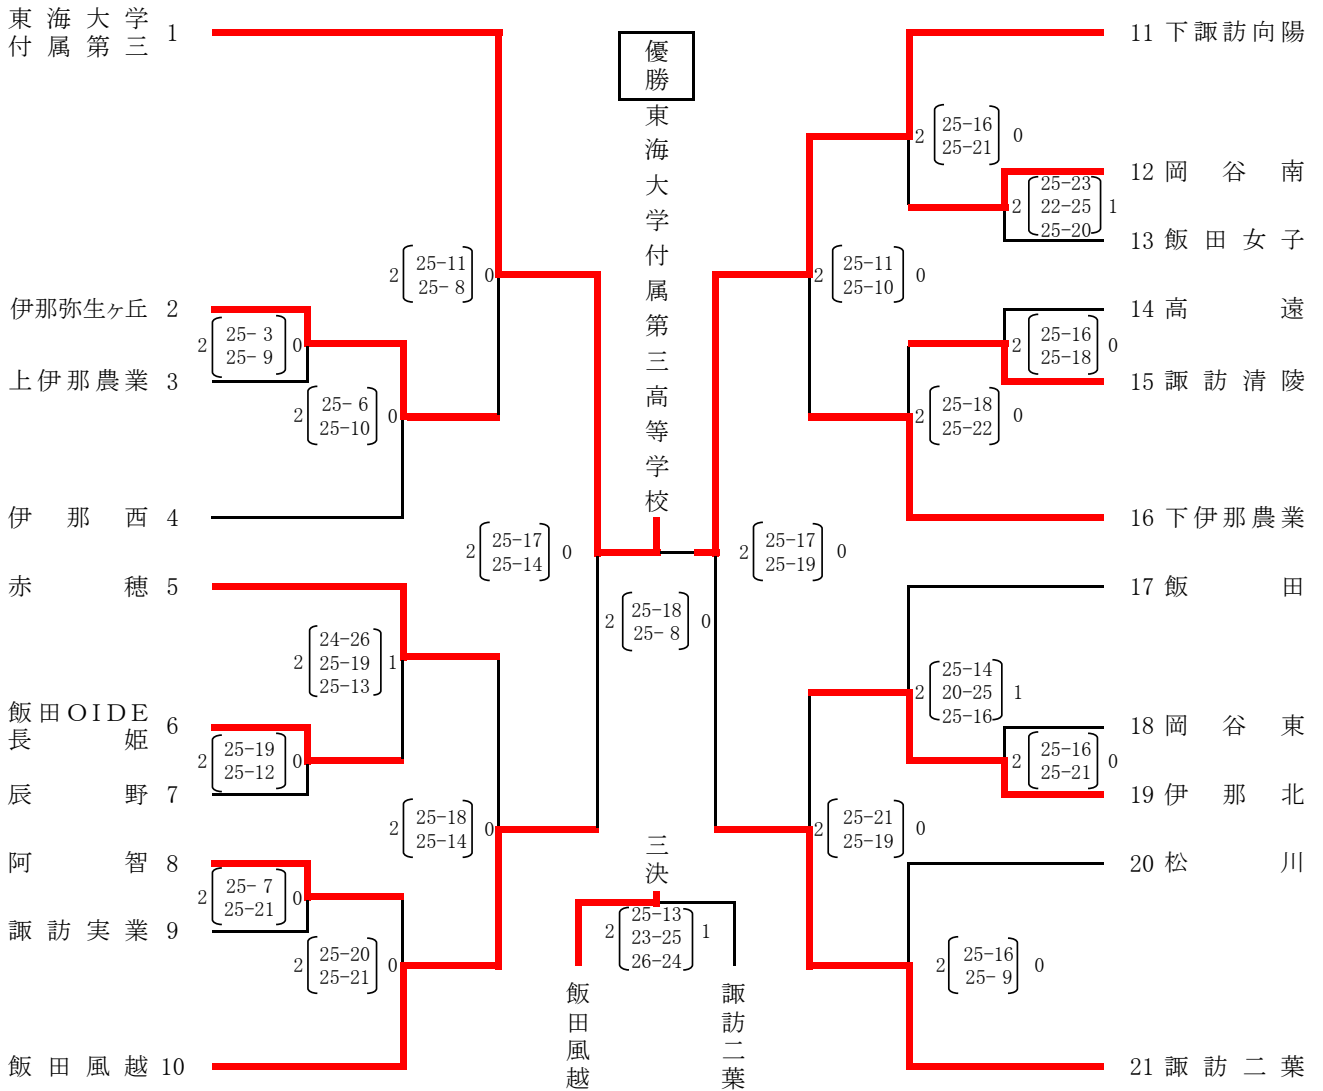 東海大学
付属第三 1
伊那弥生ヶ丘 2
上伊那農業 3
伊那西 4
赤穂 5
飯田OIDE
長姫 6
辰野 7
阿智 8
諏訪実業 9
飯田風越 10
2 25-3 0
25-9
2 25-6 0
25-10
2 25-11 0
25-8
2 24-26 1
25-19
25-13
2 25-19 0
25-12
2 25-7 0
25-21
2 25-20 0
25-21
2 25-18 0
25-14
2 25-17 0
25-14
優勝
東海大学付属第三高等学校
2 25-18 0
25-8
三決
2 25-13 1
23-25
26-24
飯田風越
諏訪二葉
2 25-17 0
25-19
2 25-11 0
25-10
2 25-16 0
25-21
2 25-23 1
22-25
25-20
2 25-16 0
25-18
2 25-18 0
25-22
2 25-14 1
20-25
25-16
2 25-16 0
25-21
2 25-21 0
25-19
2 25-16 0
25-9
11 下諏訪向陽
12 岡谷南
13 飯田女子
14 高遠
15 諏訪清陵
16 下伊那農業
17 飯田
18 岡谷東
19 伊那北
20 松川
21 諏訪二葉